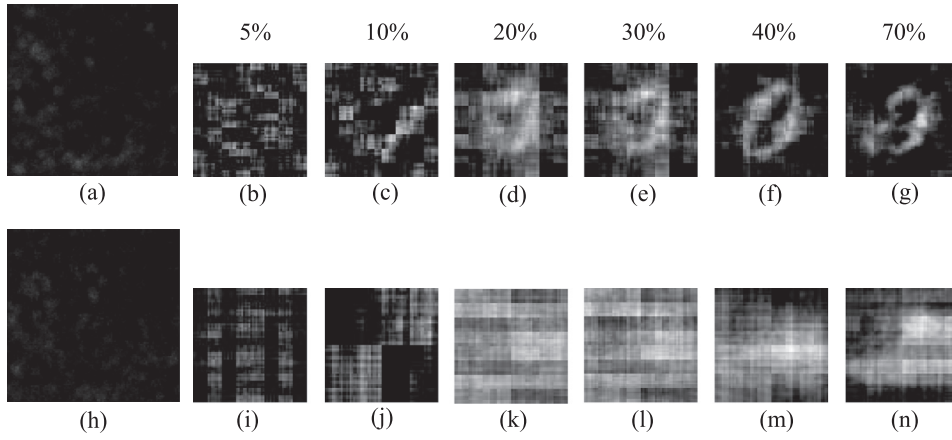 5% 10% 20% 30% 40% 70%
(a) (b) (c) (d) (e) (f) (g)
(h) (i) (j) (k) (l) (m) (n)